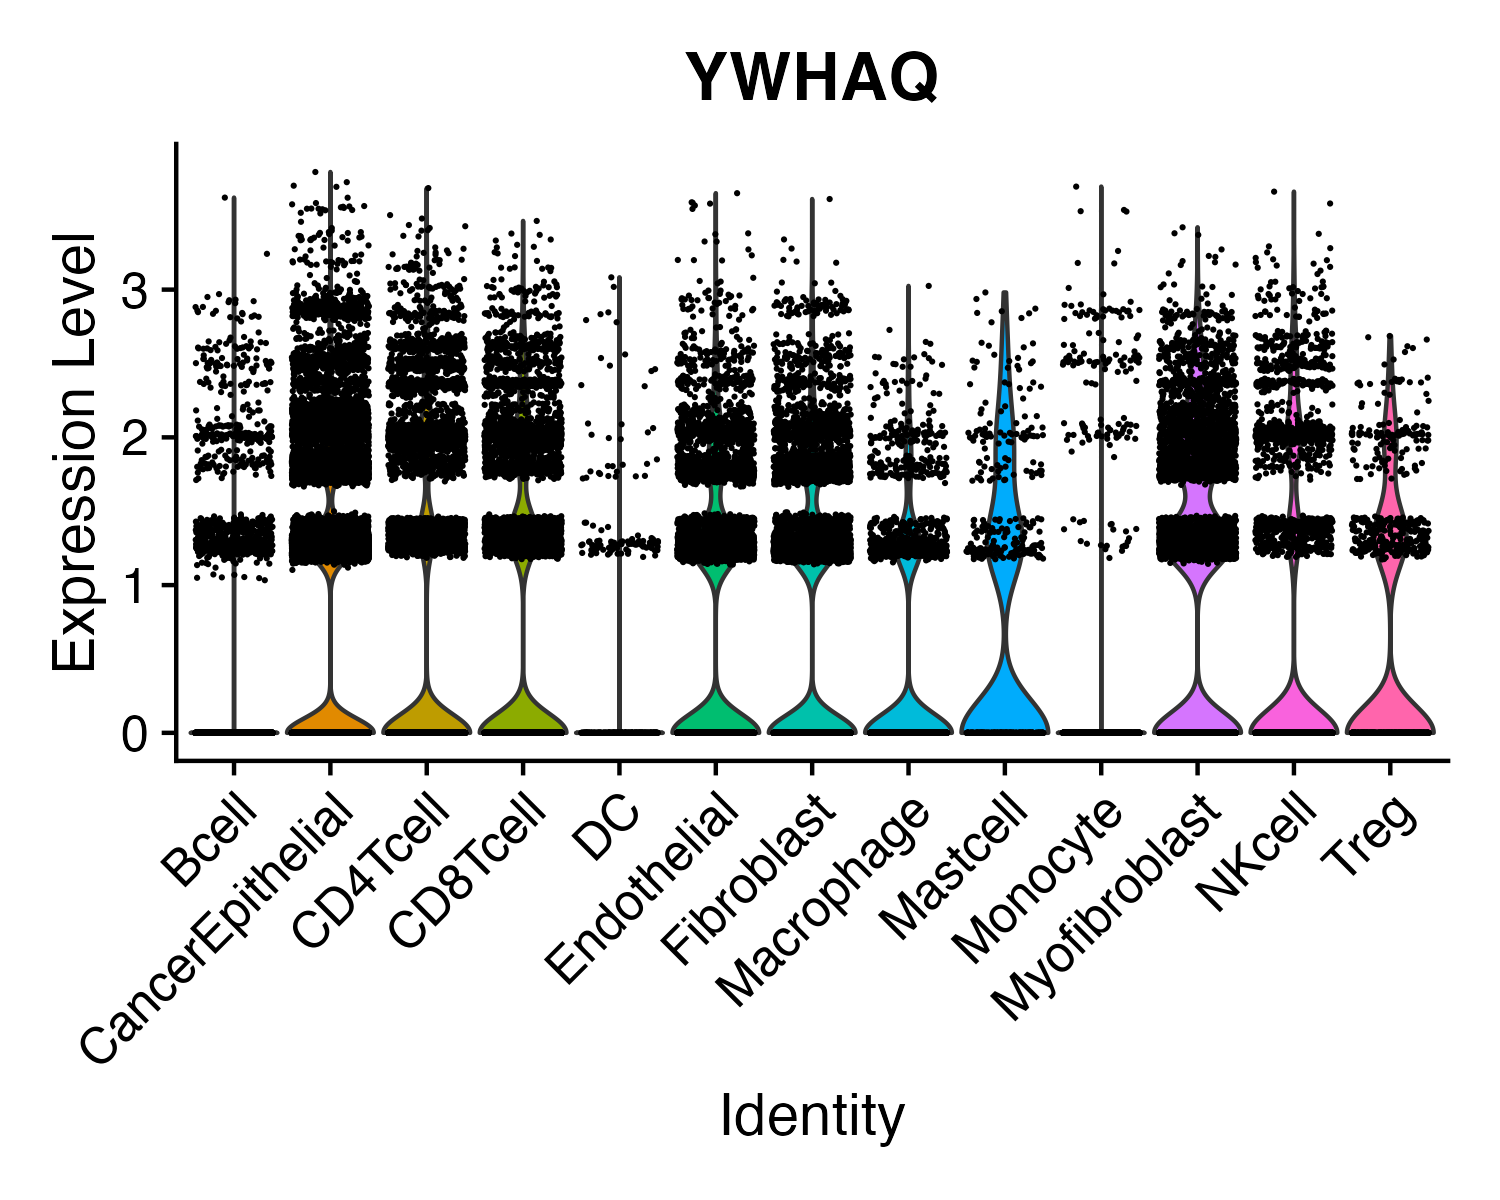 YWHAQ
Expression Level
3
2
1
0
Bcell
CancerEpithelial
CD4Tcell
CD8Tcell
DC
Endothelial
Fibroblast
Macrophage
Mastcell
Monocyte
Myofibroblast
NKcell
Treg
Identity